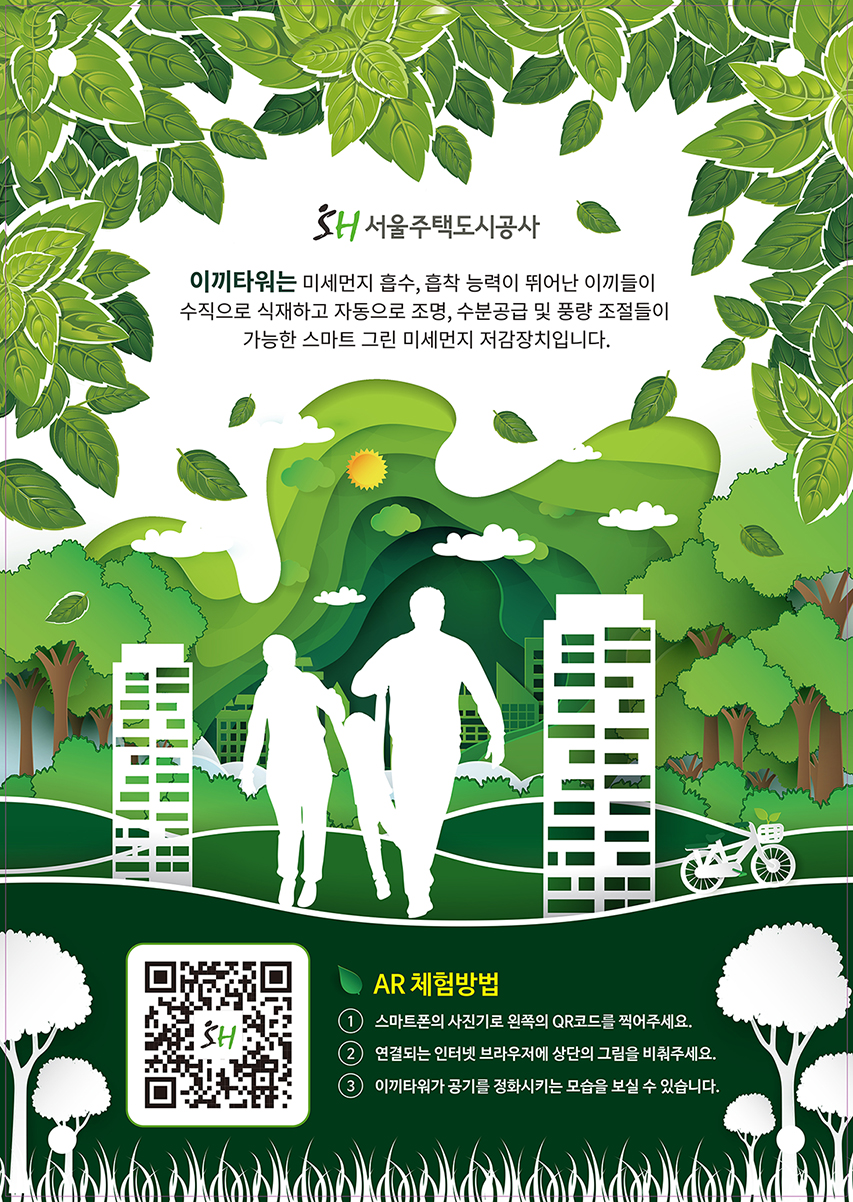 SH 서울주택도시공사
이끼타워는 미세먼지 흡수, 흡착 능력이 뛰어난 이끼들이
수직으로 식재하고 자동으로 조명, 수분공급 및 풍량 조절들이
가능한 스마트 그린 미세먼지 저감장치입니다.
SH
AR 체험방법
1 스마트폰의 사진기로 왼쪽의 QR코드를 찍어주세요.
2 연결되는 인터넷 브라우저에 상단의 그림을 비춰주세요.
3 이끼타워가 공기를 정화시키는 모습을 보실 수 있습니다.